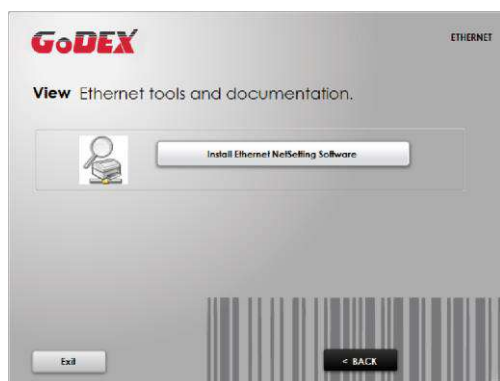 GoDEX
ETHERNET
View Ethernet tools and documentation.
Install Ethernet NetSetting Software
Exit
< BACK